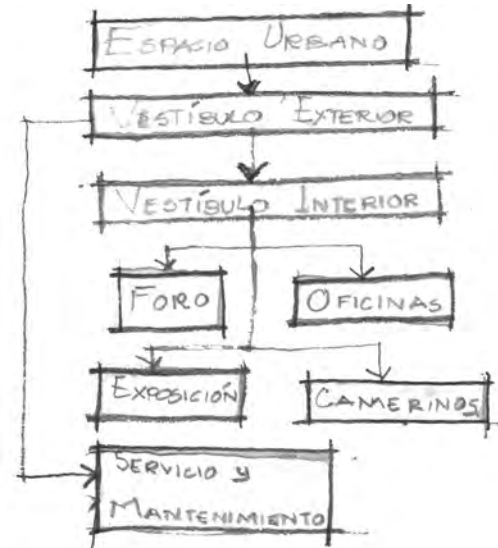 ESPACIO URBANO
VESTÍBULO EXTERIOR
VESTÍBULO INTERIOR
FORO
OFICINAS
EXPOSICIÓN
CAMERINOS
SERVICIO y
MANTENIMIENTO